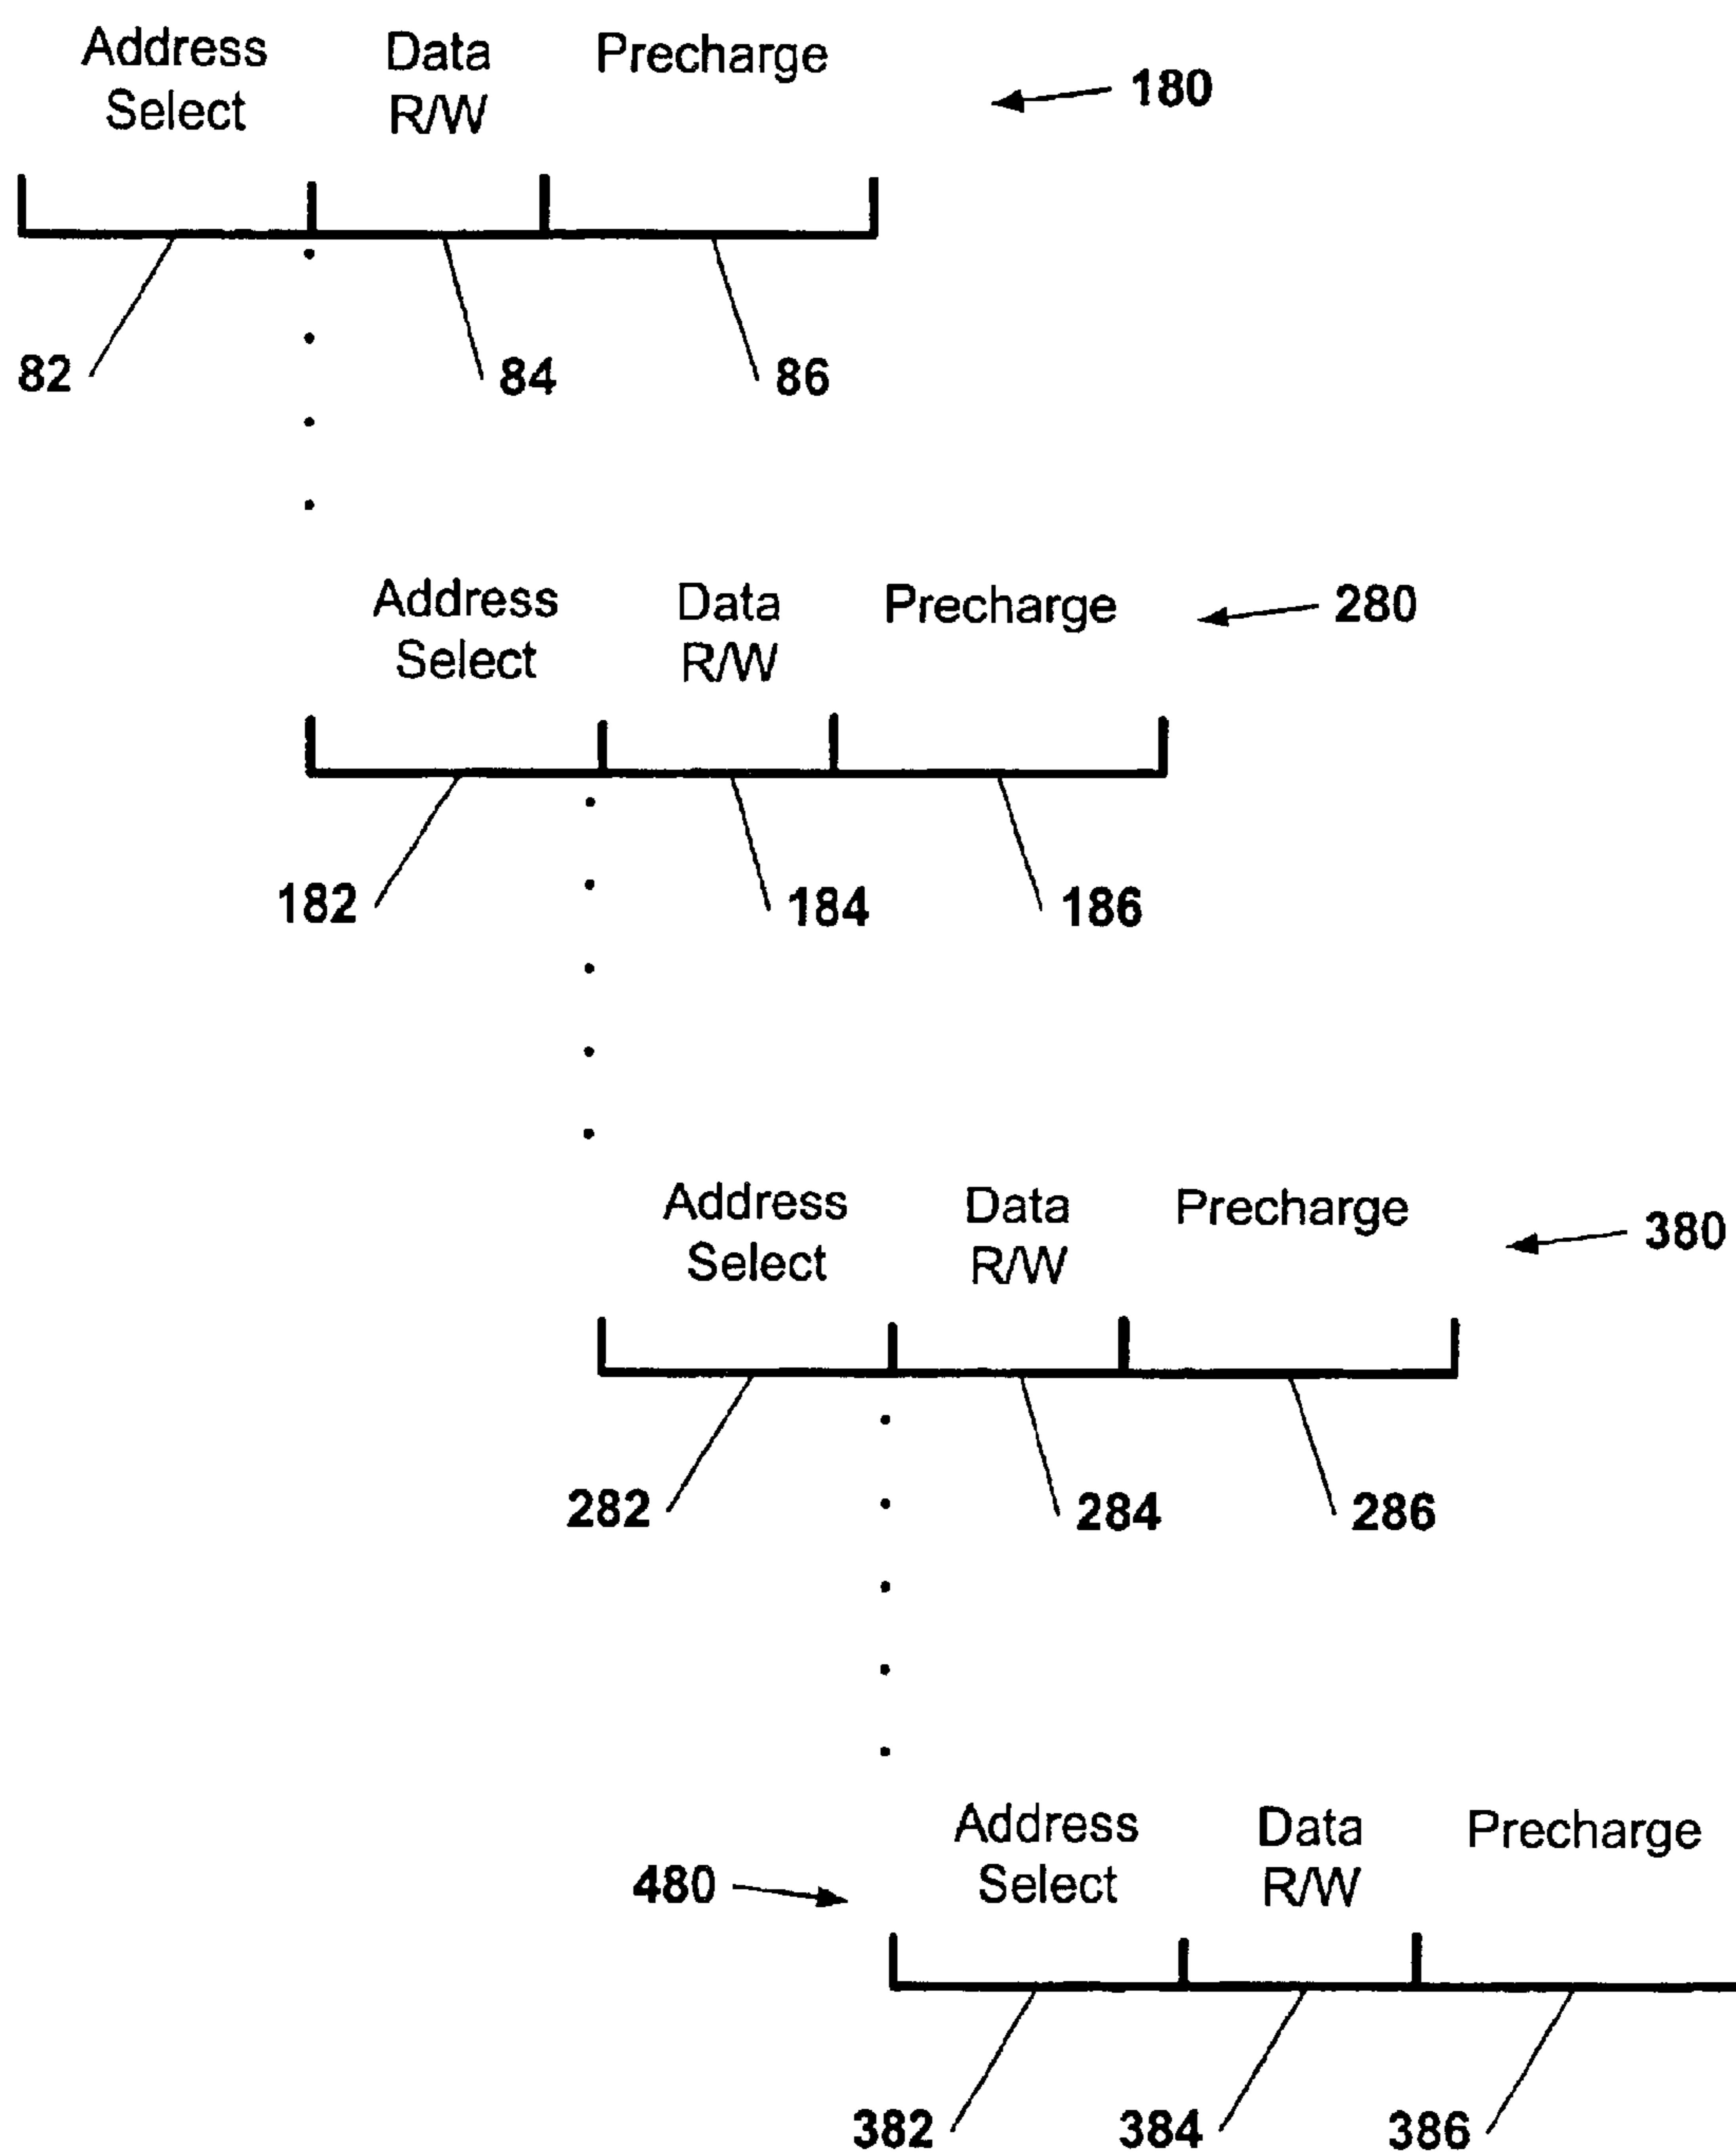 Address Data Precharge
Select R/W
180
82 84 86
Address Data Precharge 280
Select R/W
182 184 186
Address Data Precharge
Select R/W 380
282 284 286
Address Data Precharge
480 Select R/W
382 384 386